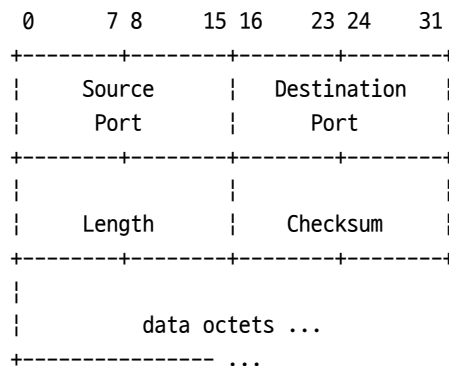 0 7 8 15 16 23 24 31
Source Destination
Port Port
Length Checksum
data octets ...
...